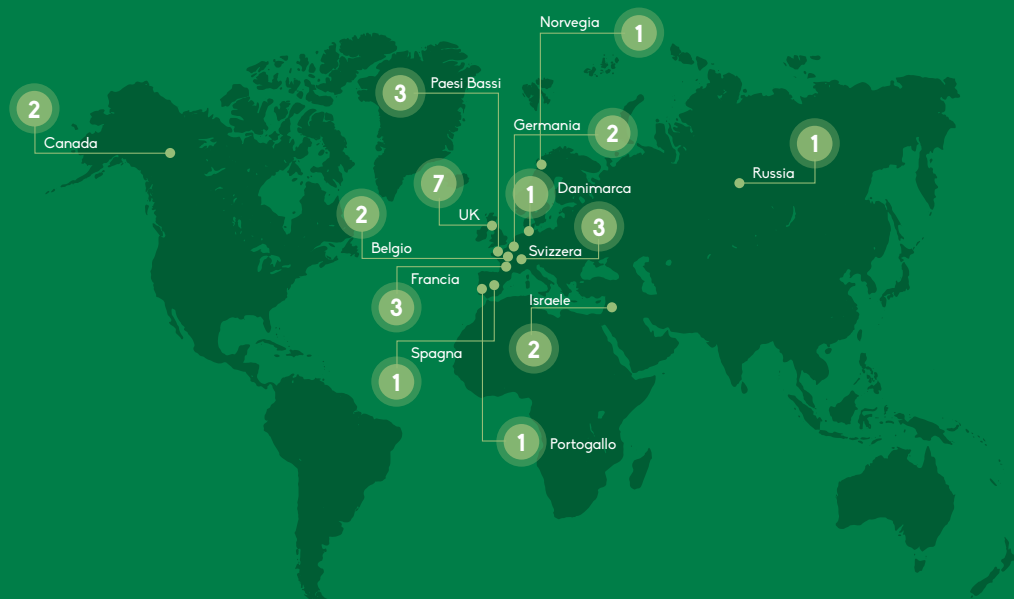 Norvegia
1
3
Paesi Bassi
2
Canada
Germania
2
1
Russia
7
UK
1
Danimarca
2
Belgio
3
Svizzera
Francia
3
Israele
2
Spagna
1
1
Portogallo